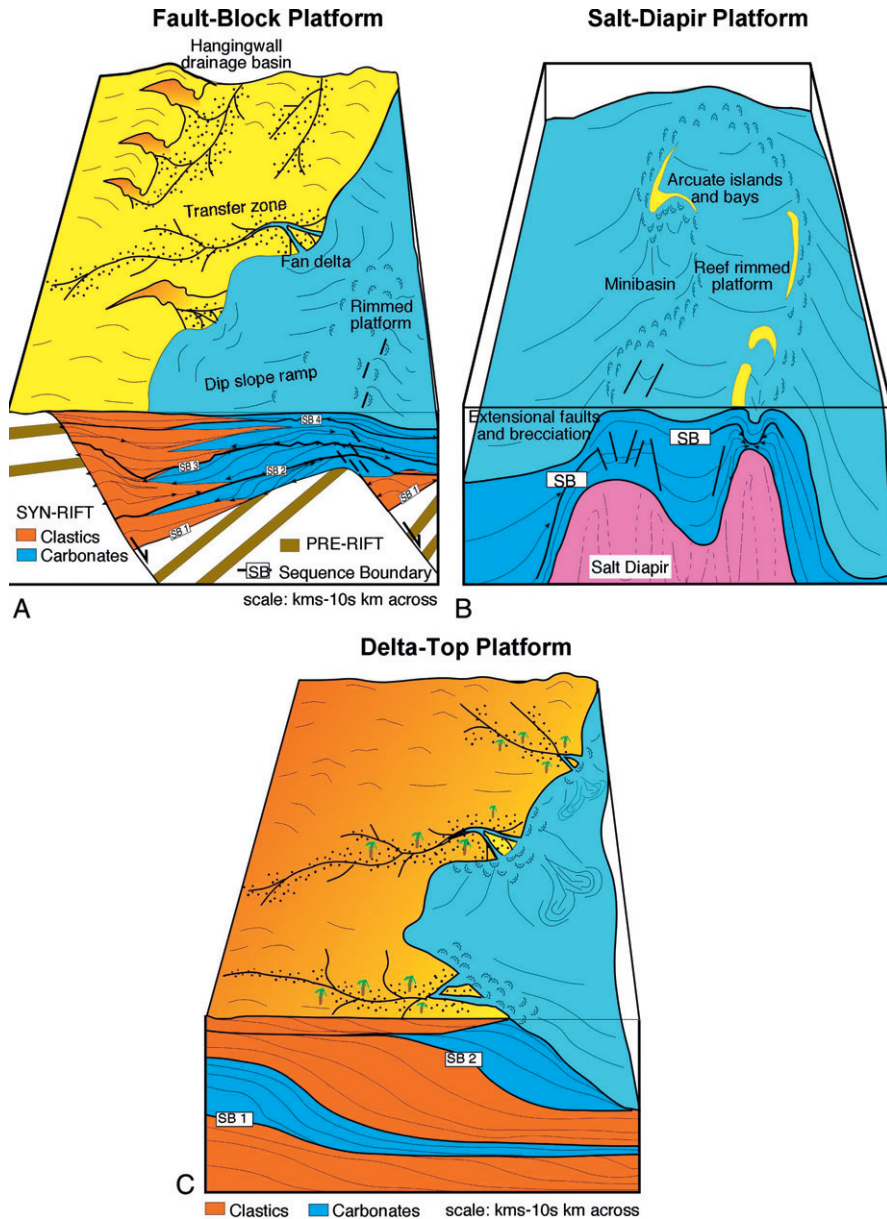 Fault-Block Platform
Hangingwall
drainage basin
Transfer zone
Fan delta
Rimmed
platform
Dip slope ramp
SB 4
SB 3
SB 2
SB 1
SB 1
SYN-RIFT
Clastics
Carbonates
PRE-RIFT
SB Sequence Boundary
scale: kms-10s km across
A
Salt-Diapir Platform
Arcuate islands
and bays
Minibasin
Reef rimmed
platform
Extensional faults
and brecciation
SB
SB
Salt Diapir
B
Delta-Top Platform
SB 2
SB 1
C
Clastics
Carbonates
scale: kms-10s km across